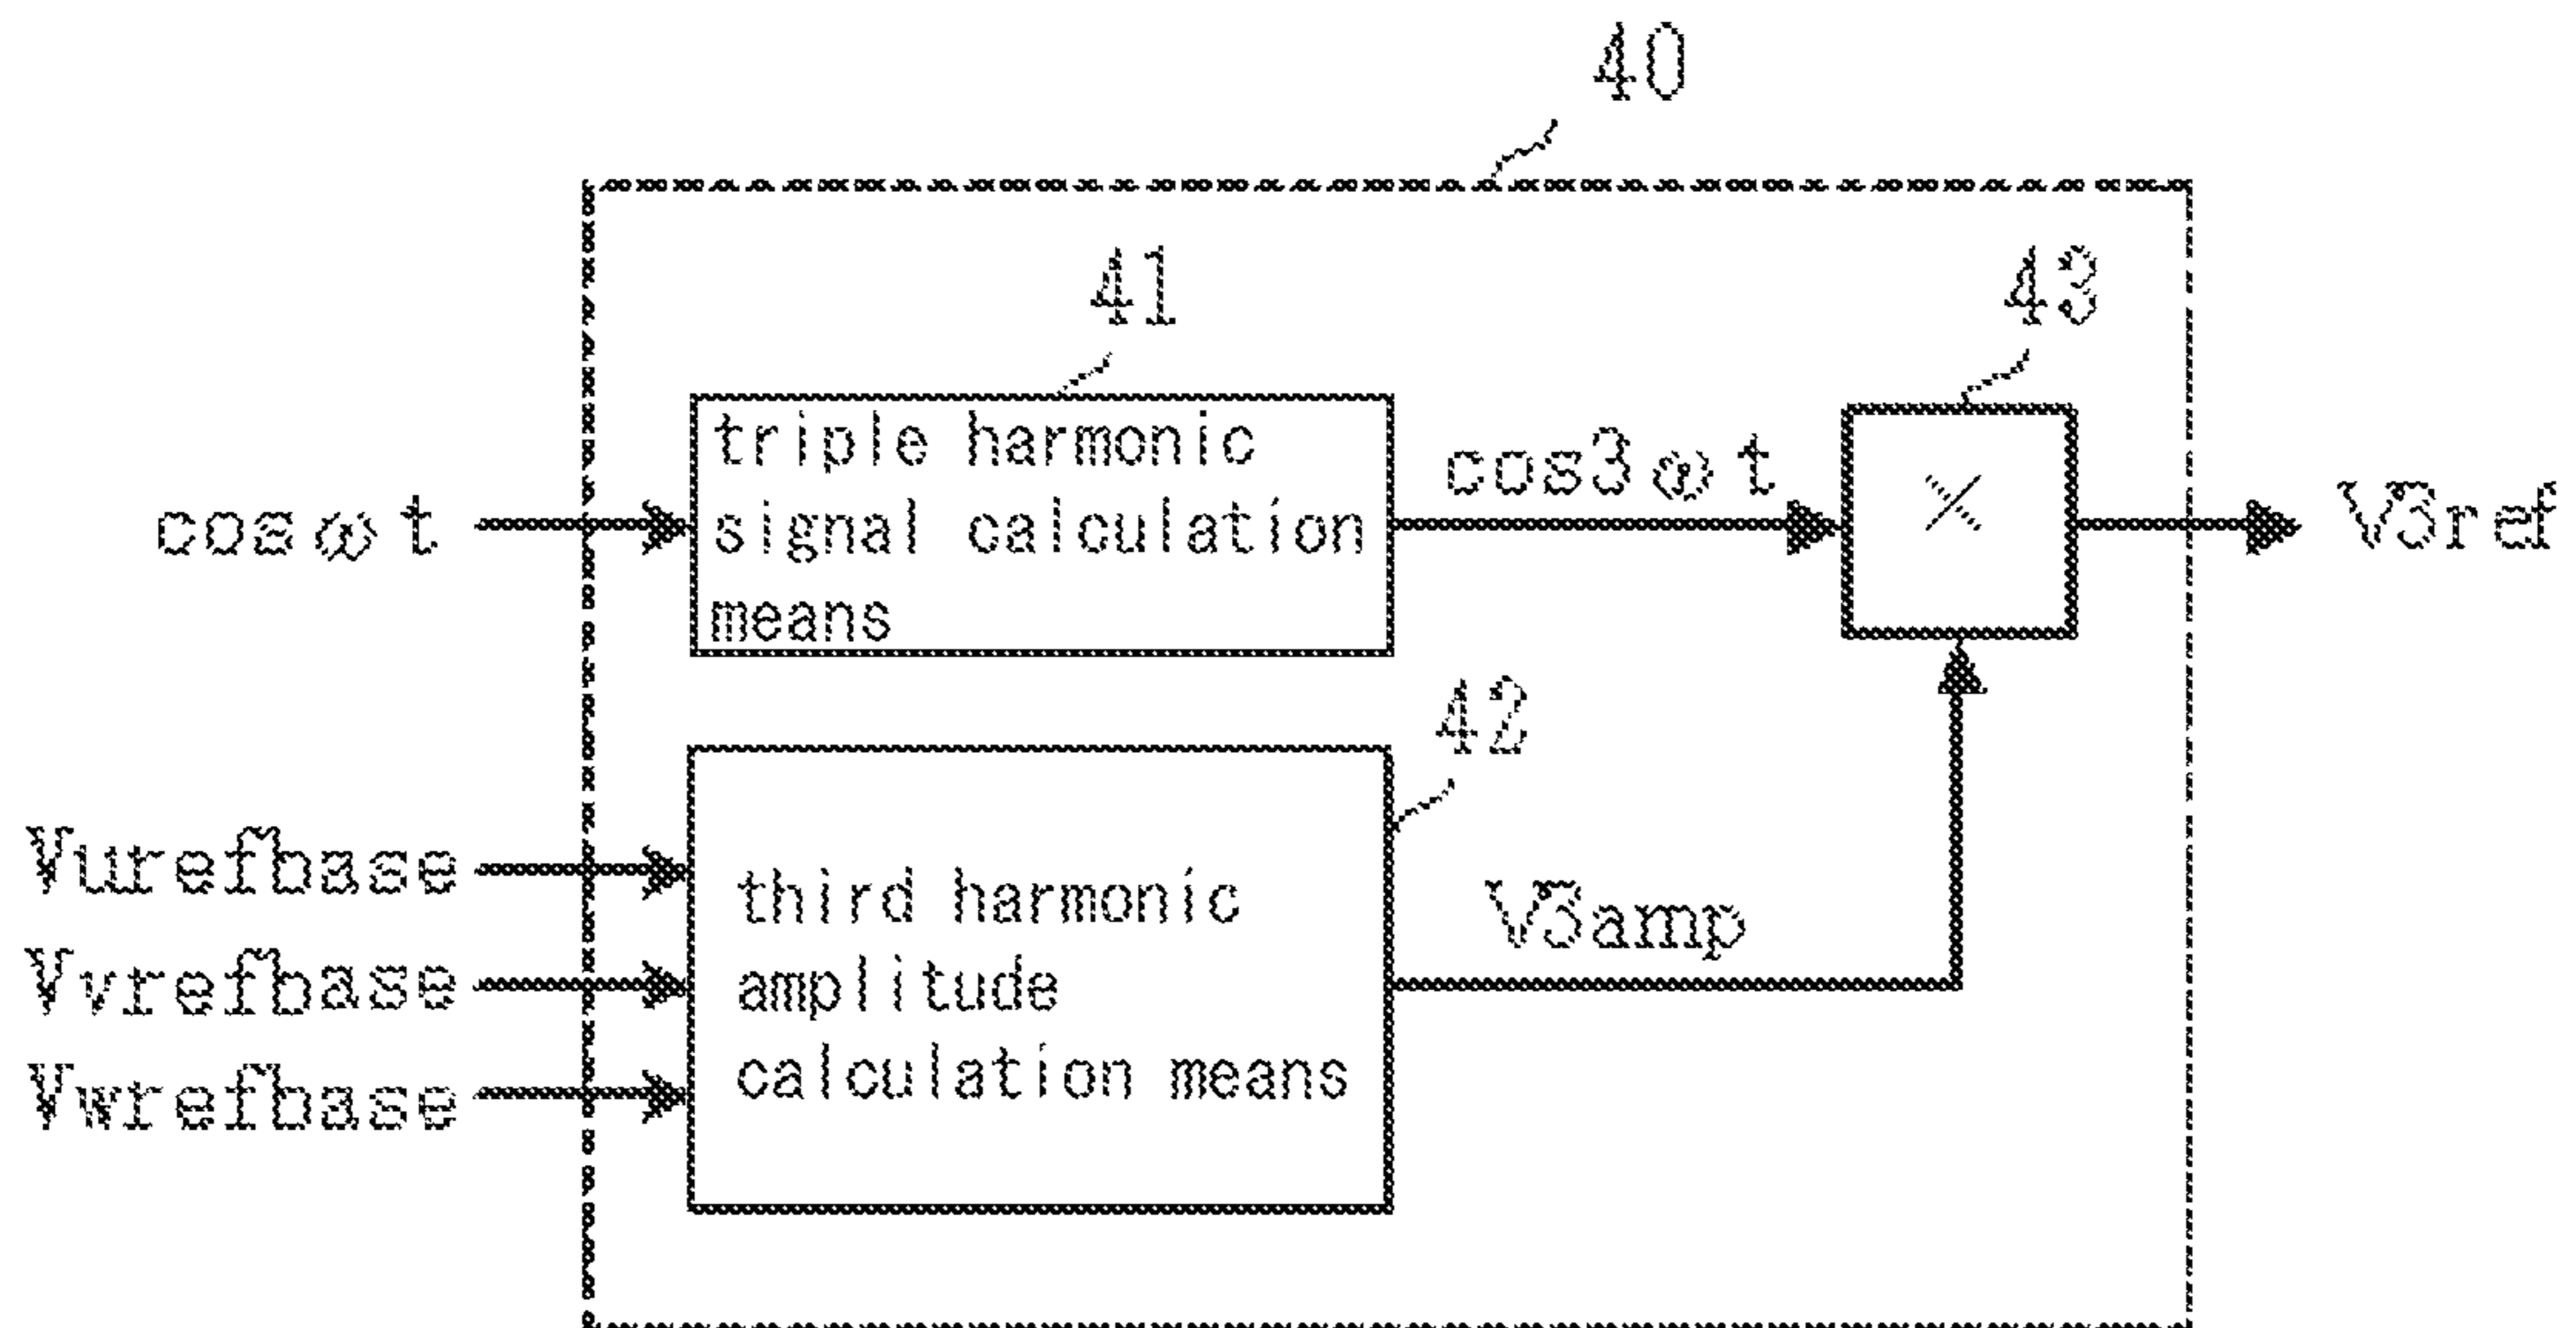 40
41
43
triple harmonic
signal calculation
means
cosωt
cos3ωt
×
V3ref
42
Vurefbase
Vvrefbase
Vwrefbase
third harmonic
amplitude
calculation means
V3amp